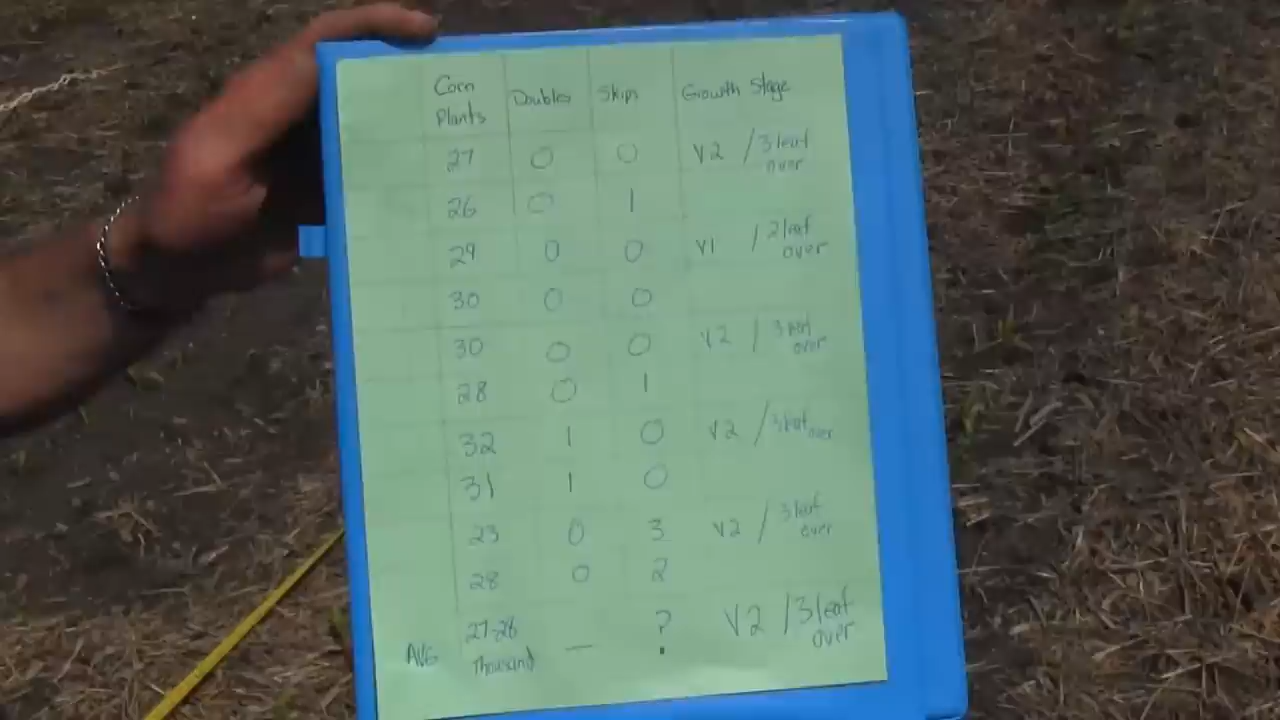 Corn Plants Doubles Skips Growth Stage
27 0 0 V2 / 3 leaf over
26 0 1
29 0 0 V1 / 2 leaf over
30 0 0
30 0 0 V2 / 3 leaf over
28 0 1
32 1 0 V2 / 3 leaf over
31 1 0
23 0 3 V2 / 3 leaf over
28 0 2
AVG 27-28 Thousand — ? V2 / 3 leaf over